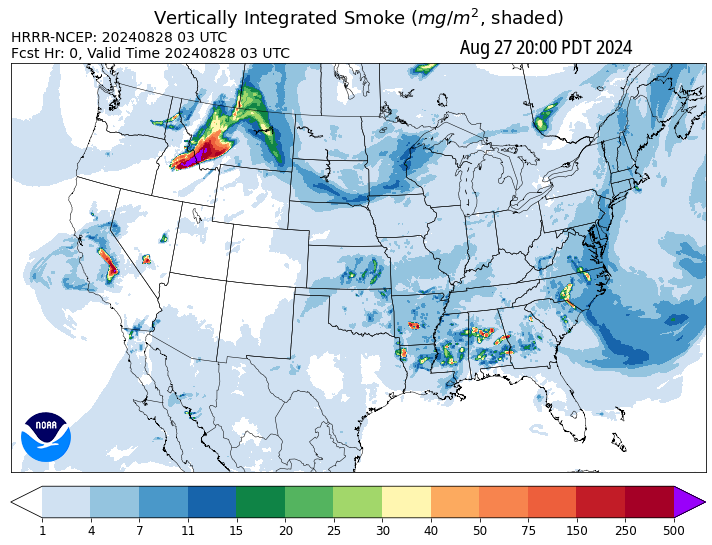 Vertically Integrated Smoke (mg/m², shaded)
HRRR-NCEP: 20240828 03 UTC
Fcst Hr: 0, Valid Time 20240828 03 UTC
Aug 27 20:00 PDT 2024
NOAA
1 4 7 11 15 20 25 30 40 50 75 150 250 500